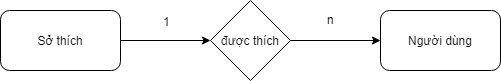 Sở thích
1
được thích
n
Người dùng